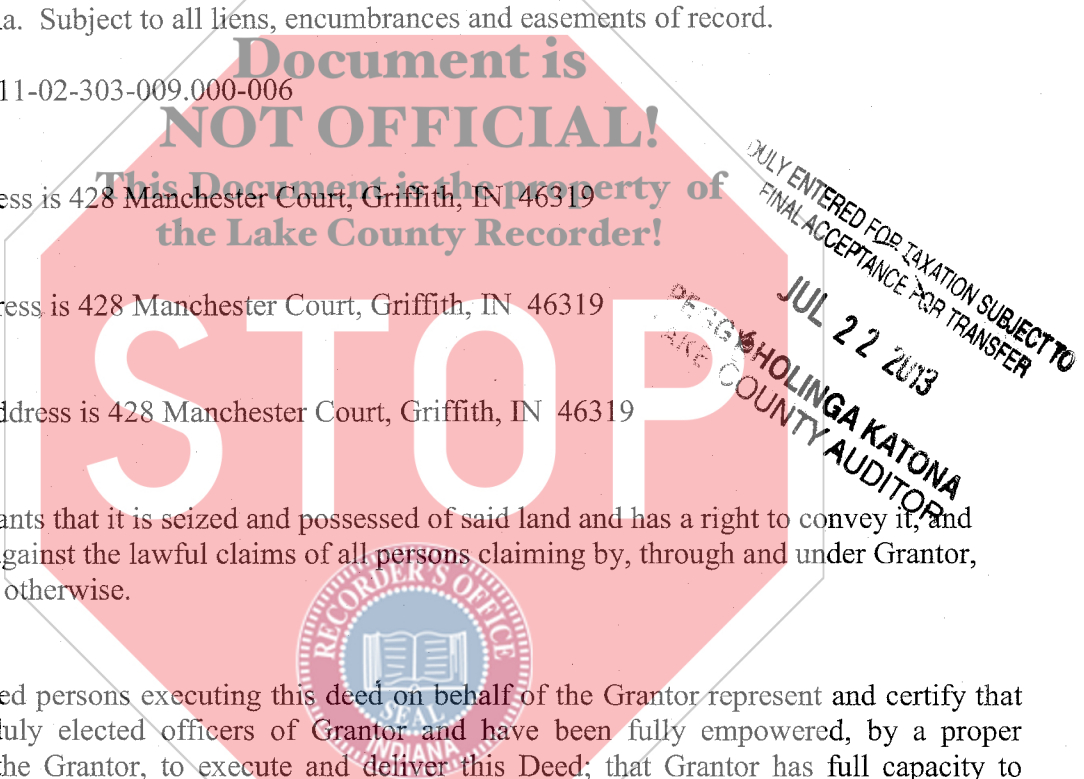 a. Subject to all liens, encumbrances and easements of record.
Document is
11-02-303-009.000-006
NOT OFFICIAL!
This Document is the property of
ess is 428 Manchester Court, Griffith, IN 46319
the Lake County Recorder!
DULY ENTERED FOR TAXATION SUBJECT TO
FINAL ACCEPTANCE FOR TRANSFER
JUL 22 2013
PEGGY HOLINGA KATONA
LAKE COUNTY AUDITOR
ress is 428 Manchester Court, Griffith, IN 46319
STOP
ddress is 428 Manchester Court, Griffith, IN 46319
ants that it is seized and possessed of said land and has a right to convey it, and
gainst the lawful claims of all persons claiming by, through and under Grantor,
otherwise.
RECORDER'S OFFICE
SEAL
INDIANA
ed persons executing this deed on behalf of the Grantor represent and certify that
duly elected officers of Grantor and have been fully empowered, by a proper
the Grantor, to execute and deliver this Deed; that Grantor has full capacity to